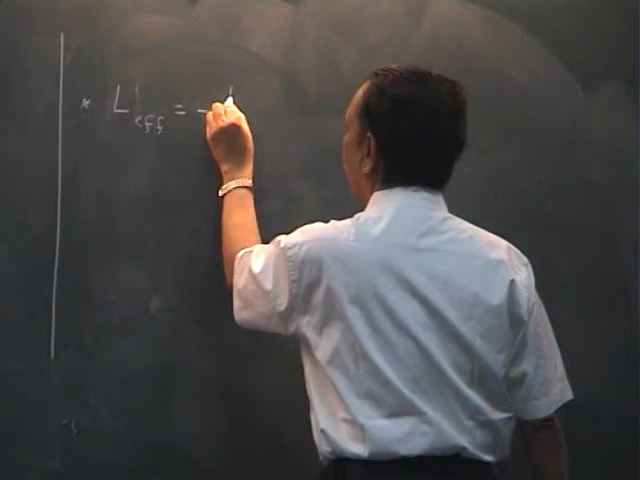 * L|eff = -